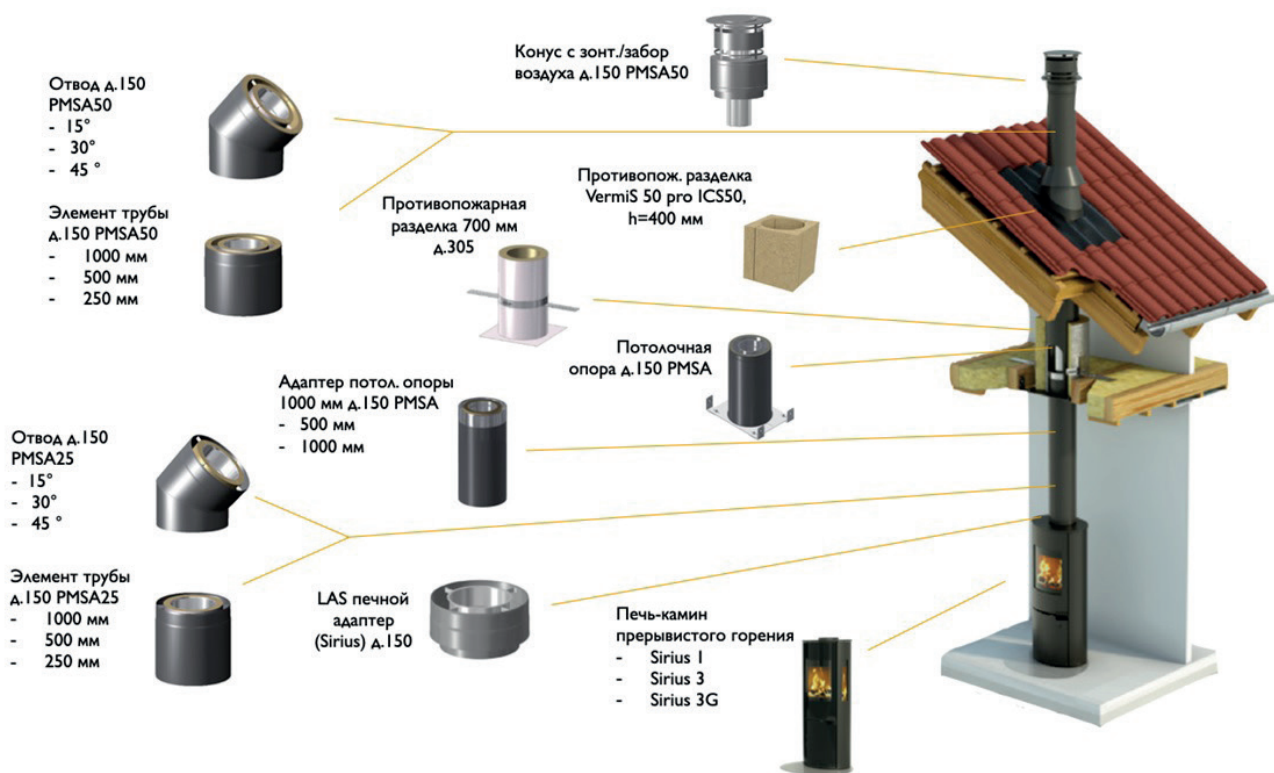 Конус с зонт./забор
воздуха д.150 PMSA50
Отвод д.150
PMSA50
- 15°
- 30°
- 45 °
Противопож. разделка
VermiS 50 pro ICS50,
h=400 мм
Противопожарная
разделка 700 мм
д.305
Элемент трубы
д.150 PMSA50
- 1000 мм
- 500 мм
- 250 мм
Потолочная
опора д.150 PMSA
Адаптер потол. опоры
1000 мм д.150 PMSA
- 500 мм
- 1000 мм
Отвод д.150
PMSA25
- 15°
- 30°
- 45 °
Элемент трубы
д.150 PMSA25
- 1000 мм
- 500 мм
- 250 мм
LAS печной
адаптер
(Sirius) д.150
Печь-камин
прерывистого горения
- Sirius 1
- Sirius 3
- Sirius 3G